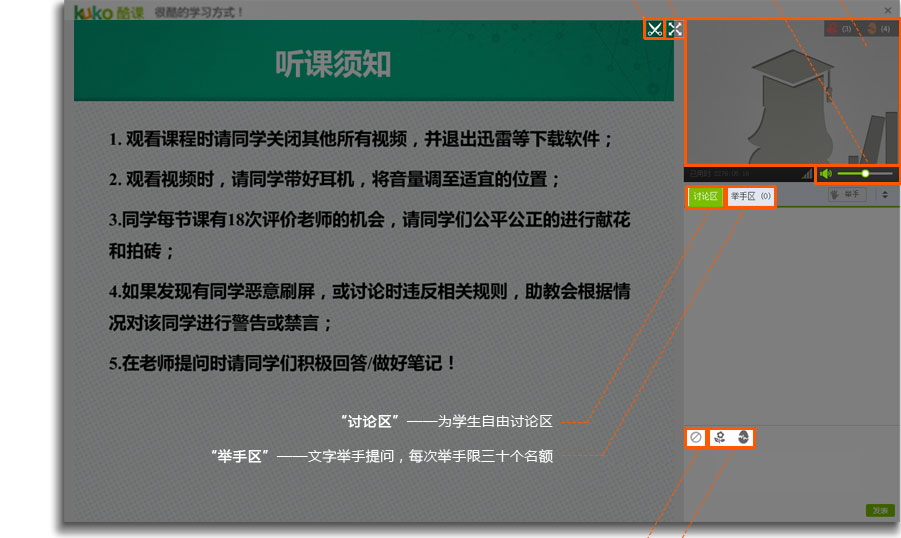 kuko 酷课 很酷的学习方式！
(3) (4)
听课须知
1. 观看课程时请同学关闭其他所有视频，并退出迅雷等下载软件；
2. 观看视频时，请同学带好耳机，将音量调至适宜的位置；
3.同学每节课有18次评价老师的机会，请同学们公平公正的进行献花
和拍砖；
4.如果发现有同学恶意刷屏，或讨论时违反相关规则，助教会根据情
况对该同学进行警告或禁言；
5.在老师提问时请同学们积极回答/做好笔记！
讨论区 举手区 (0) 举手
“讨论区”——为学生自由讨论区
“举手区”——文字举手提问，每次举手限三十个名额
发言